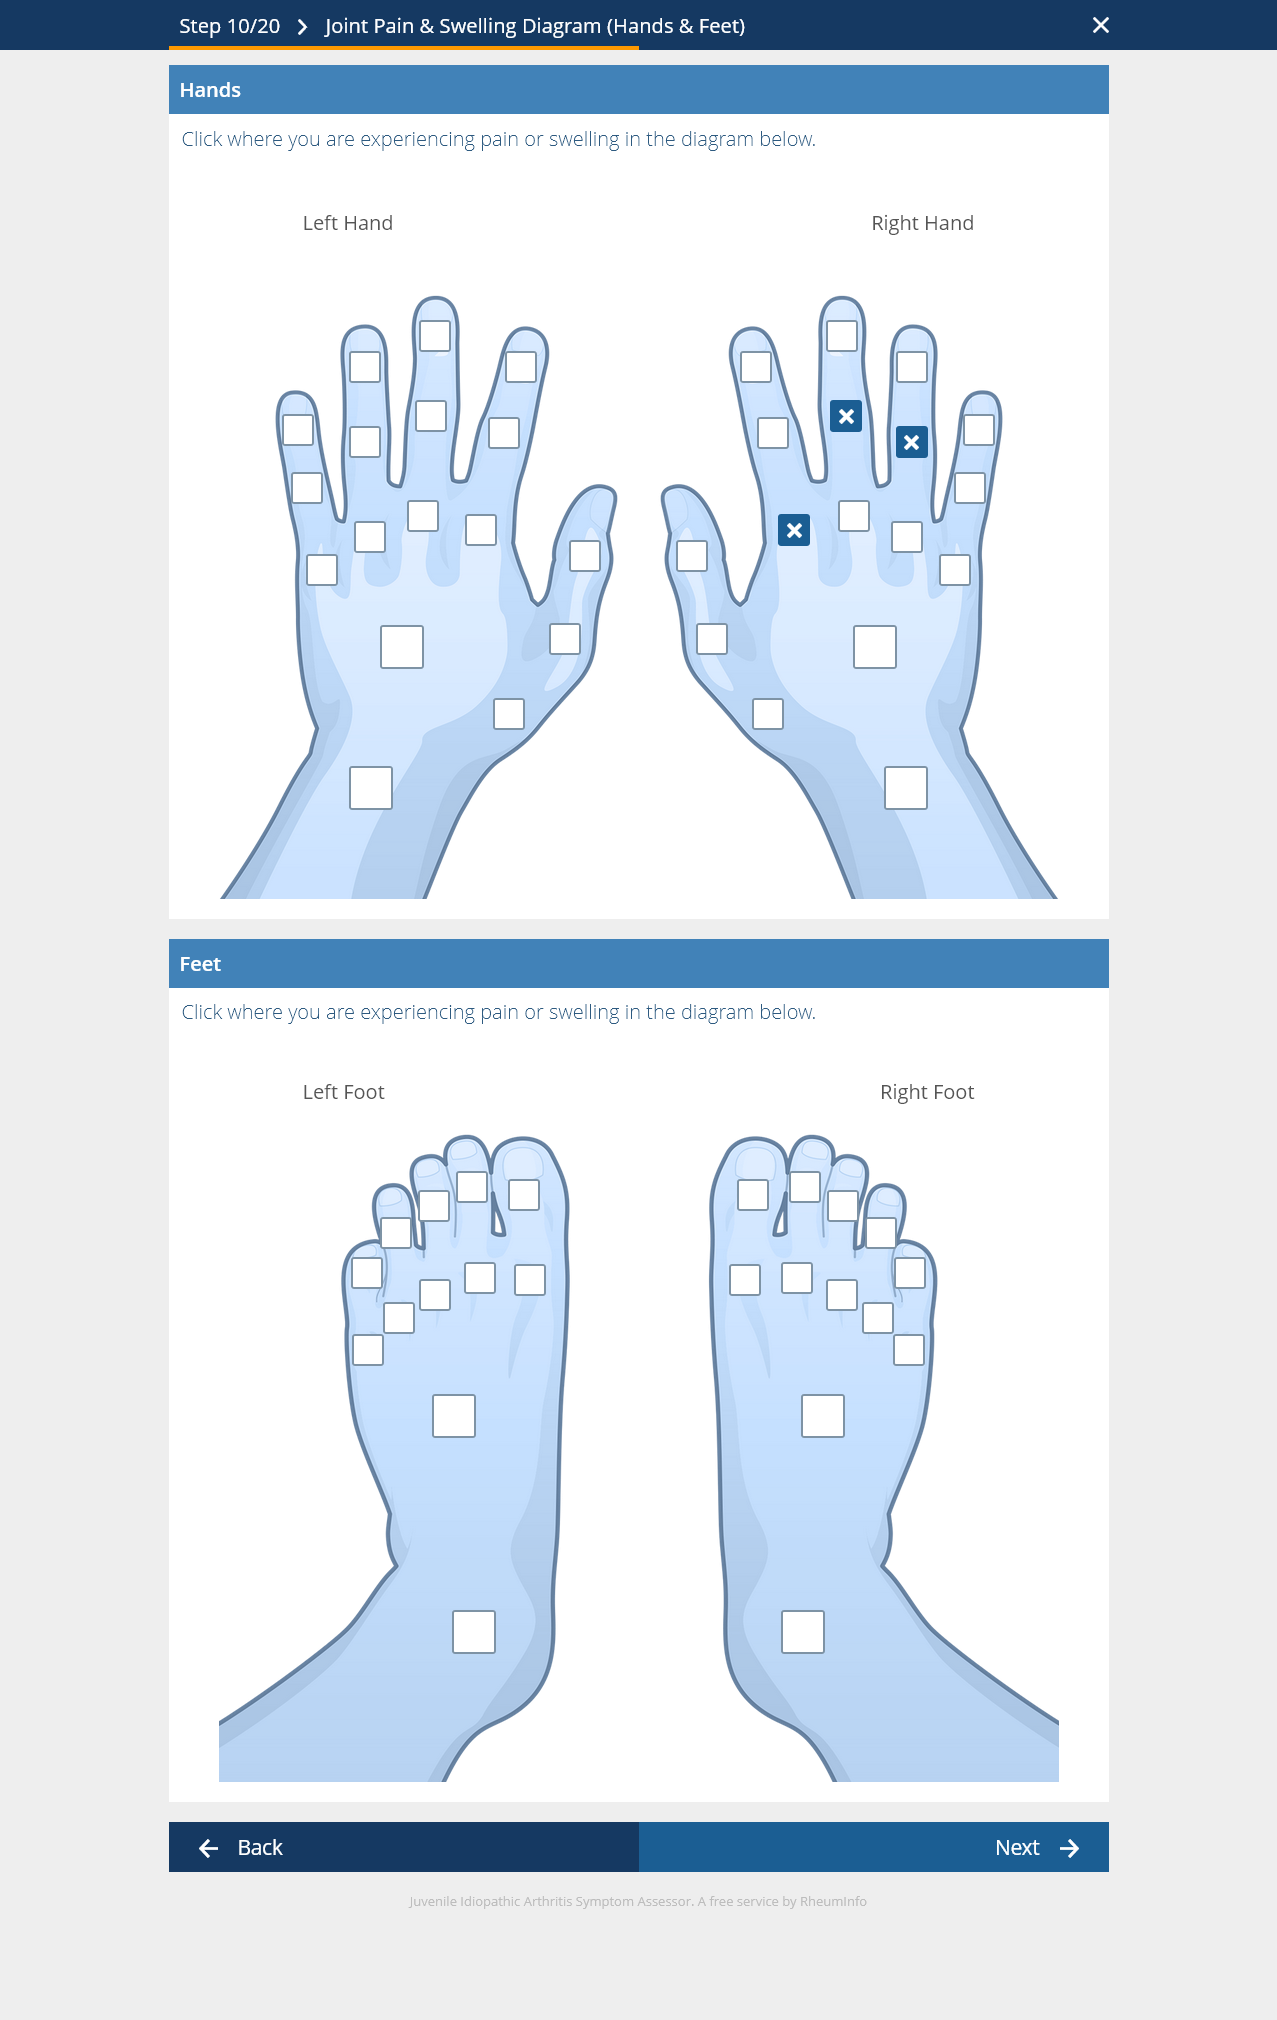 Step 10/20 Joint Pain & Swelling Diagram (Hands & Feet)
Hands
Click where you are experiencing pain or swelling in the diagram below.
Left Hand Right Hand
Feet
Click where you are experiencing pain or swelling in the diagram below.
Left Foot Right Foot
Back Next
Juvenile Idiopathic Arthritis Symptom Assessor. A free service by RheumInfo